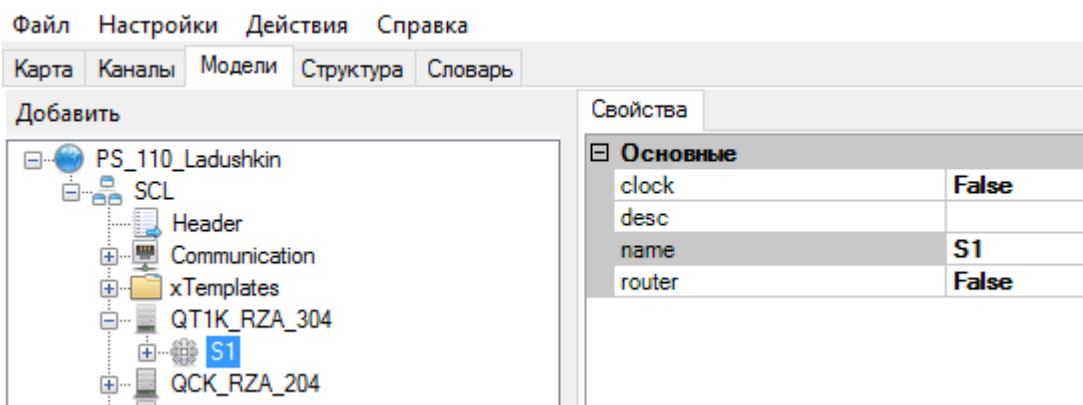 Файл Настройки Действия Справка
Карта Каналы Модели Структура Словарь
Добавить
PS_110_Ladushkin
SCL
Header
Communication
xTemplates
QT1K_RZA_304
S1
QCK_RZA_204
Свойства
Основные
clock False
desc
name S1
router False